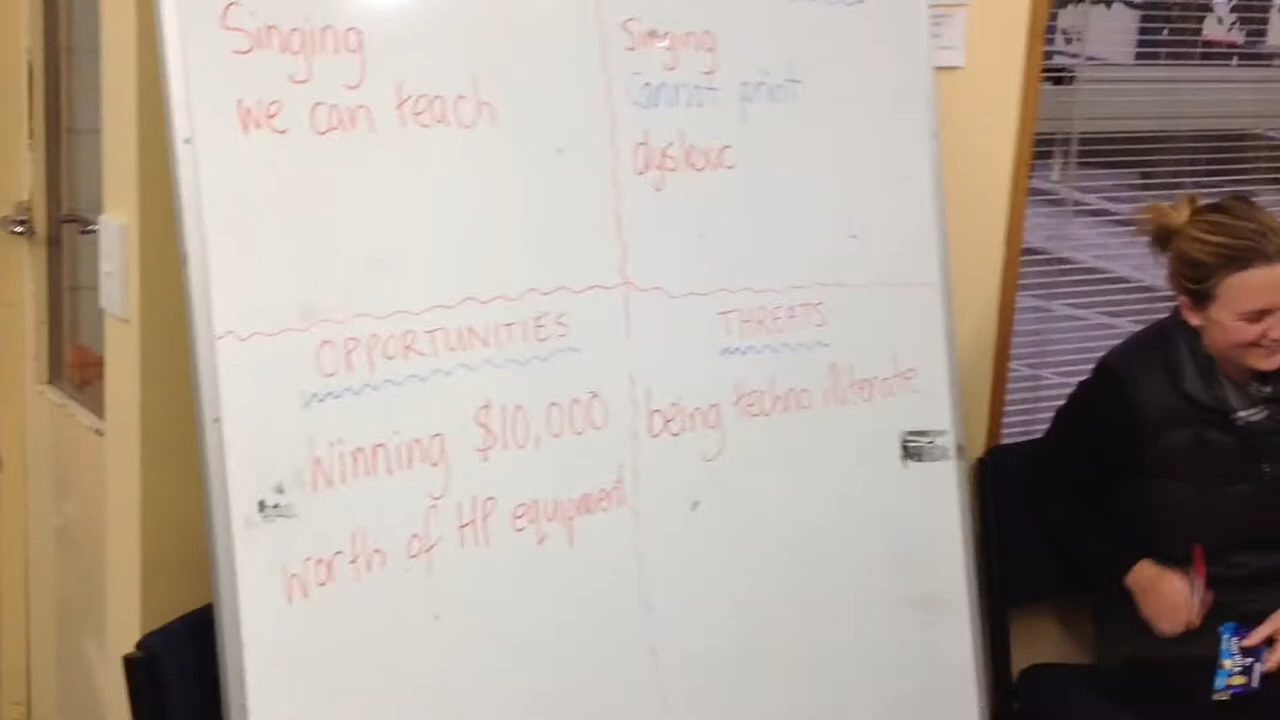 Singing
we can teach
Singing
Cannot print
dyslexic
OPPORTUNITIES
Winning $10,000
worth of HP equipment
THREATS
being techno illiterate